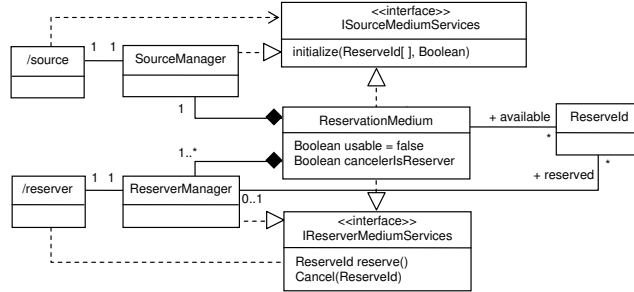 <<interface>>
ISourceMediumServices
initialize(ReserveId[ ], Boolean)
/source
1
1
SourceManager
1
ReservationMedium
Boolean usable = false
Boolean cancelerIsReserver
+ available
*
ReserveId
*
+ reserved
1..*
/reserver
1
1
ReserverManager
0..1
<<interface>>
IReserverMediumServices
ReserveId reserve()
Cancel(ReserveId)